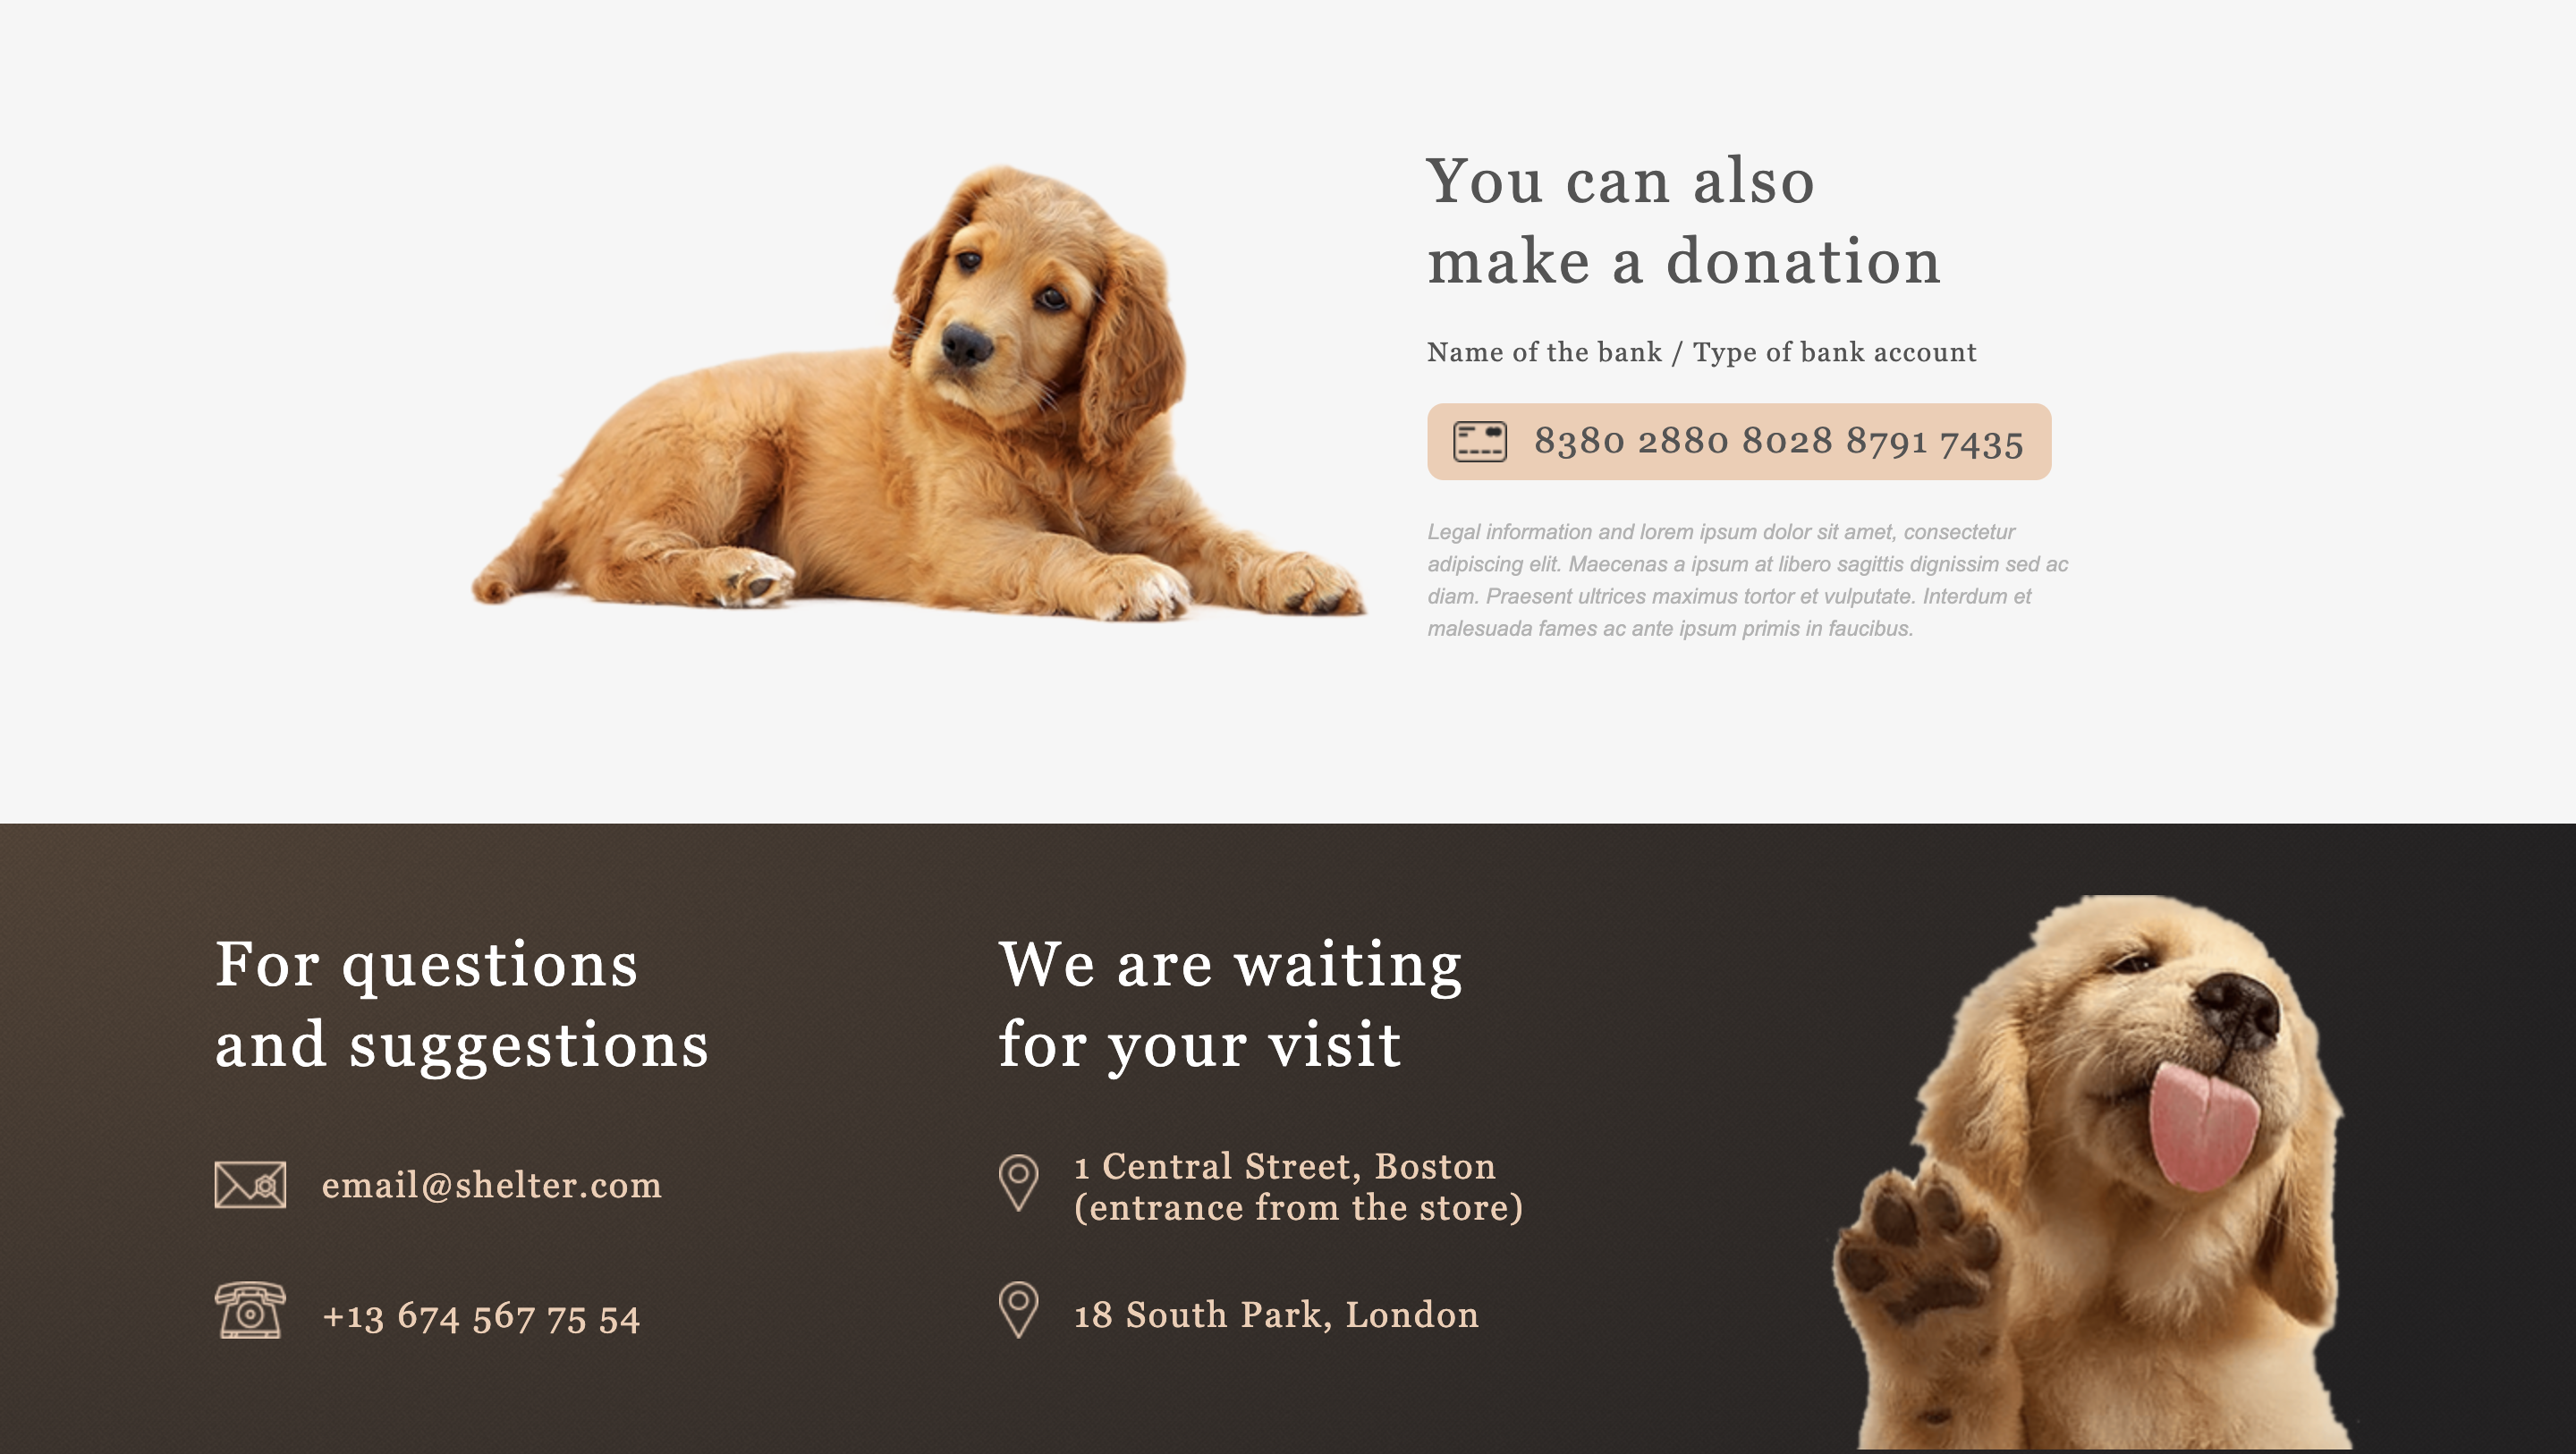 You can also
make a donation
Name of the bank / Type of bank account
8380 2880 8028 8791 7435
Legal information and lorem ipsum dolor sit amet, consectetur
adipiscing elit. Maecenas a ipsum at libero sagittis dignissim sed ac
diam. Praesent ultrices maximus tortor et vulputate. Interdum et
malesuada fames ac ante ipsum primis in faucibus.
For questions
and suggestions
email@shelter.com
+13 674 567 75 54
We are waiting
for your visit
1 Central Street, Boston
(entrance from the store)
18 South Park, London